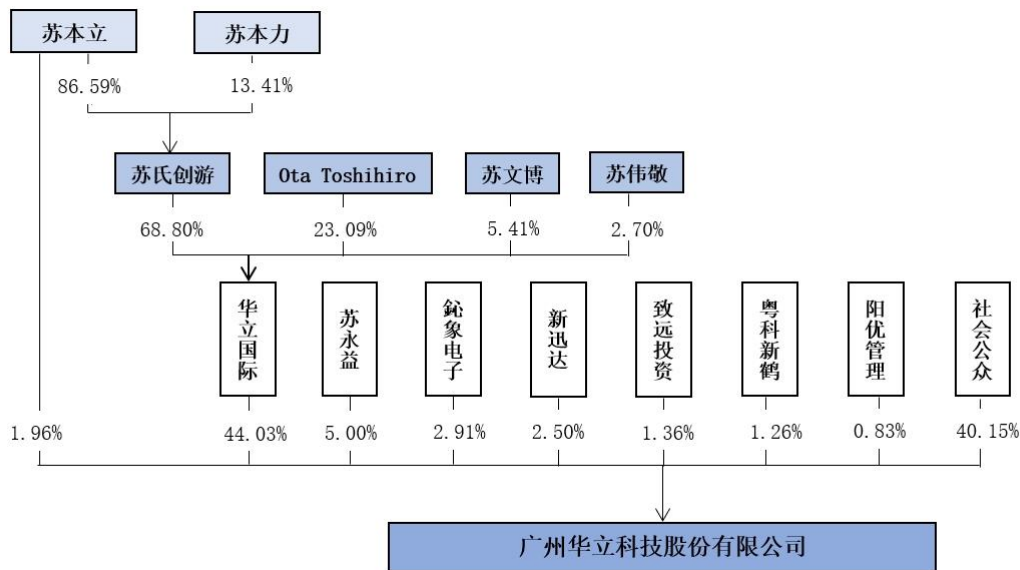 苏本立
苏本力
86.59%
13.41%
苏氏创游
Ota Toshihiro
苏文博
苏伟敬
68.80%
23.09%
5.41%
2.70%
华立国际
苏永益
鈊象电子
新迅达
致远投资
粤科新鹤
阳优管理
社会公众
1.96%
44.03%
5.00%
2.91%
2.50%
1.36%
1.26%
0.83%
40.15%
广州华立科技股份有限公司